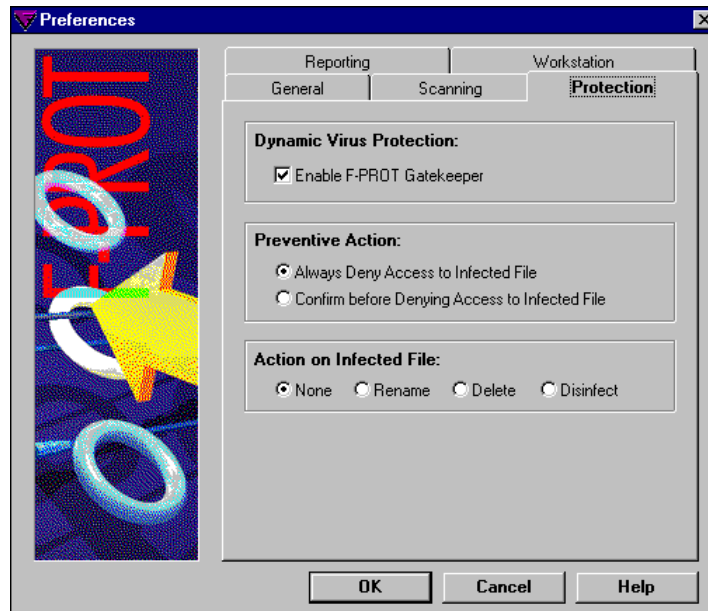 Preferences
F-PROT
Reporting
Workstation
General
Scanning
Protection
Dynamic Virus Protection:
Enable F-PROT Gatekeeper
Preventive Action:
Always Deny Access to Infected File
Confirm before Denying Access to Infected File
Action on Infected File:
None Rename Delete Disinfect
OK Cancel Help